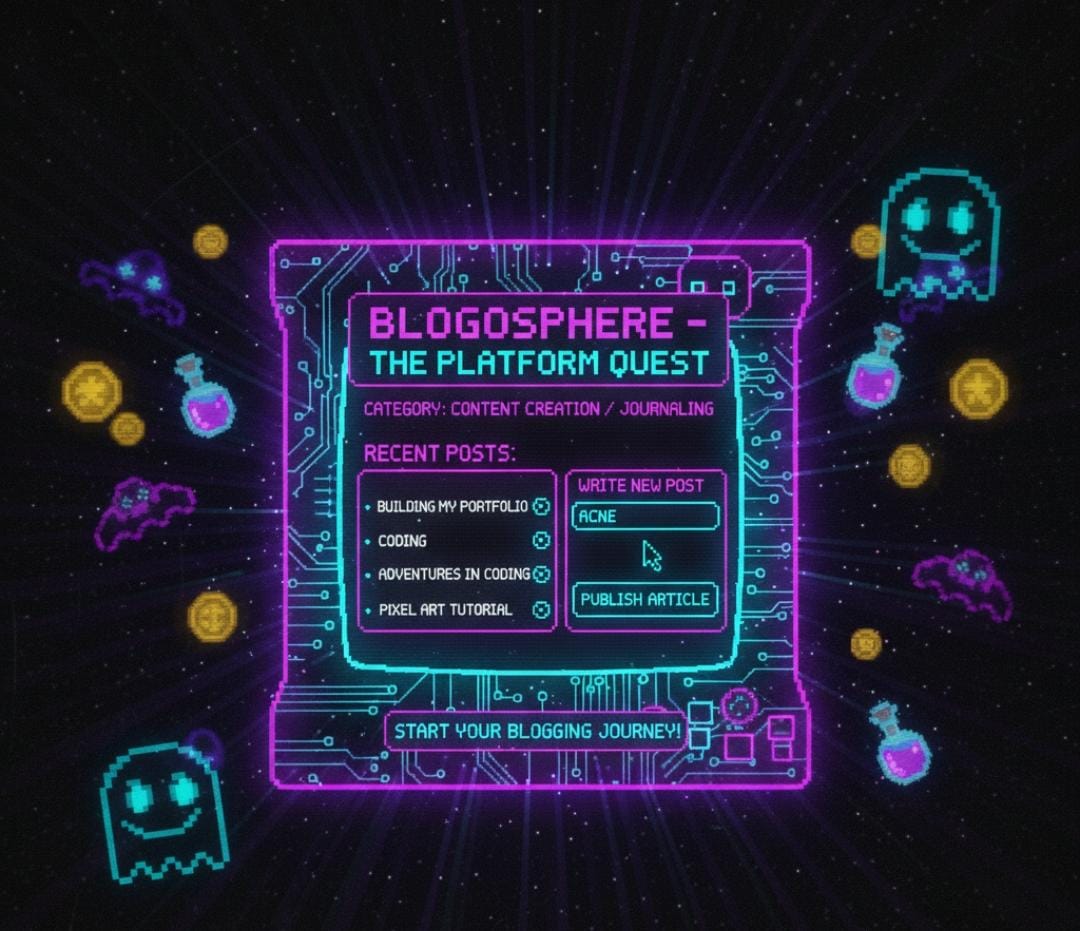 BLOGOSPHERE -
THE PLATFORM QUEST
CATEGORY: CONTENT CREATION / JOURNALING
RECENT POSTS:
• BUILDING MY PORTFOLIO
• CODING
• ADVENTURES IN CODING
• PIXEL ART TUTORIAL
WRITE NEW POST
ACNE
PUBLISH ARTICLE
START YOUR BLOGGING JOURNEY!